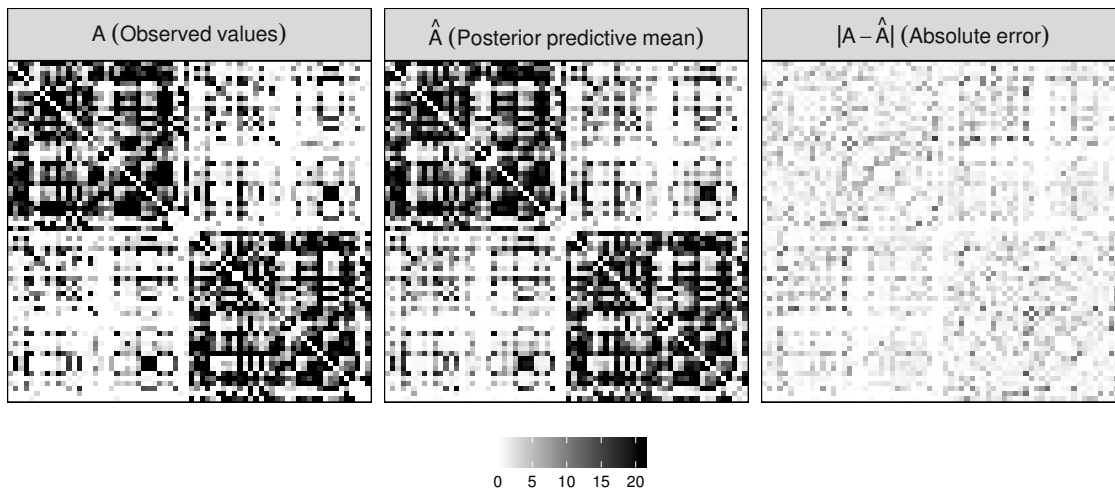 A (Observed values)
Â (Posterior predictive mean)
|A − Â| (Absolute error)
0 5 10 15 20